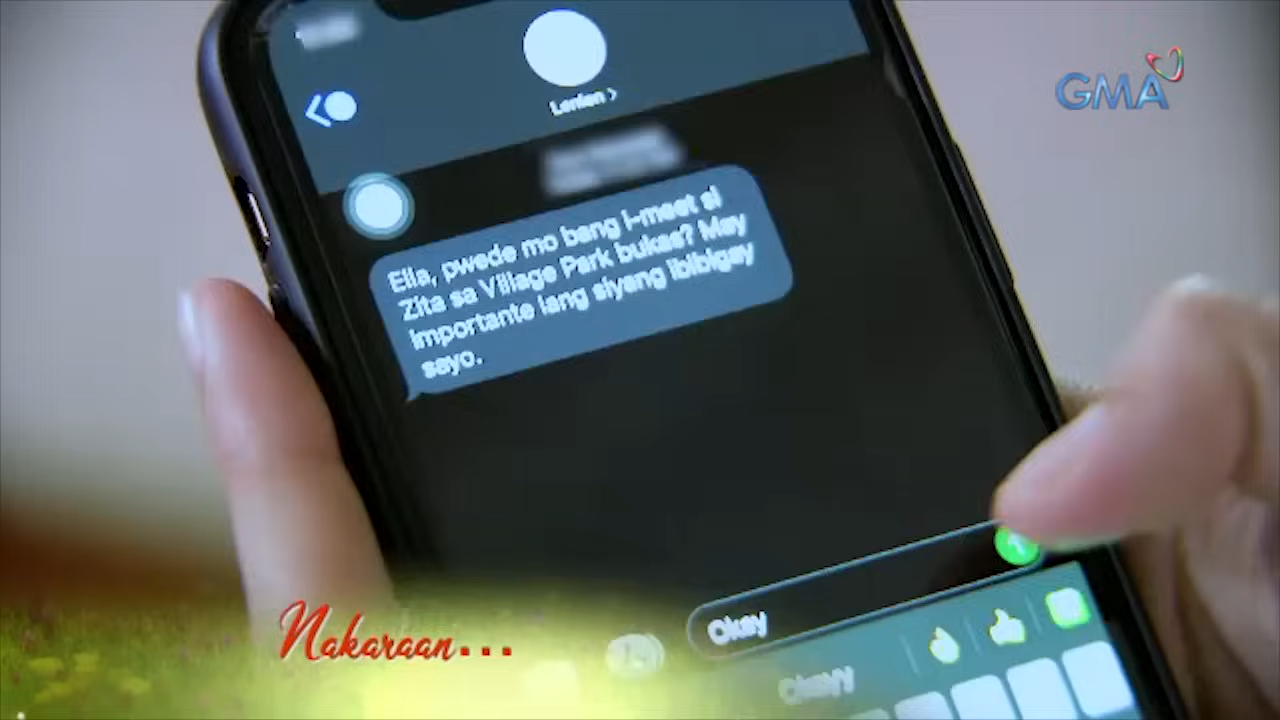 GMA
Lenlen >
Ella, pwede mo bang i-meet si
Zita sa Village Park bukas? May
importante lang siyang ibibigay
sayo.
Okay
Okayy
Nakaraan...